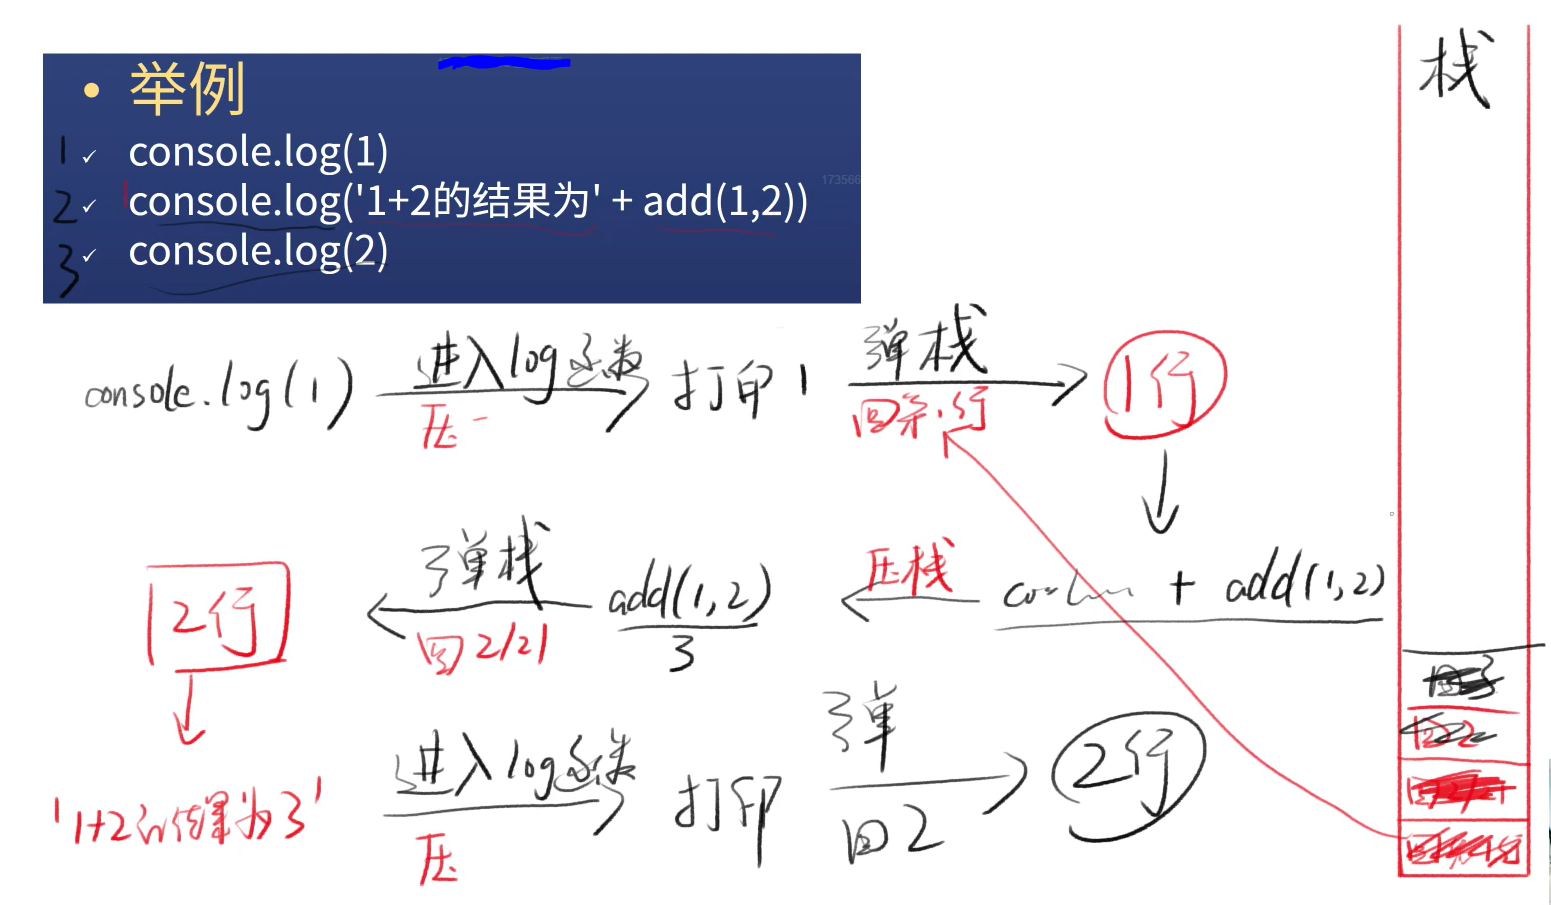 栈
• 举例
1 ✓ console.log(1)
173566
2 ✓ console.log('1+2的结果为' + add(1,2))
3 ✓ console.log(2)
console.log(1) 进入log函数 打印1 弹栈 1行
压 回第1行
2行 弹栈 add(1,2) 压栈 + add(1,2)
回 2/21 3
'1+2的结果为3' 进入log函数 打印 弹 2行
压 回2